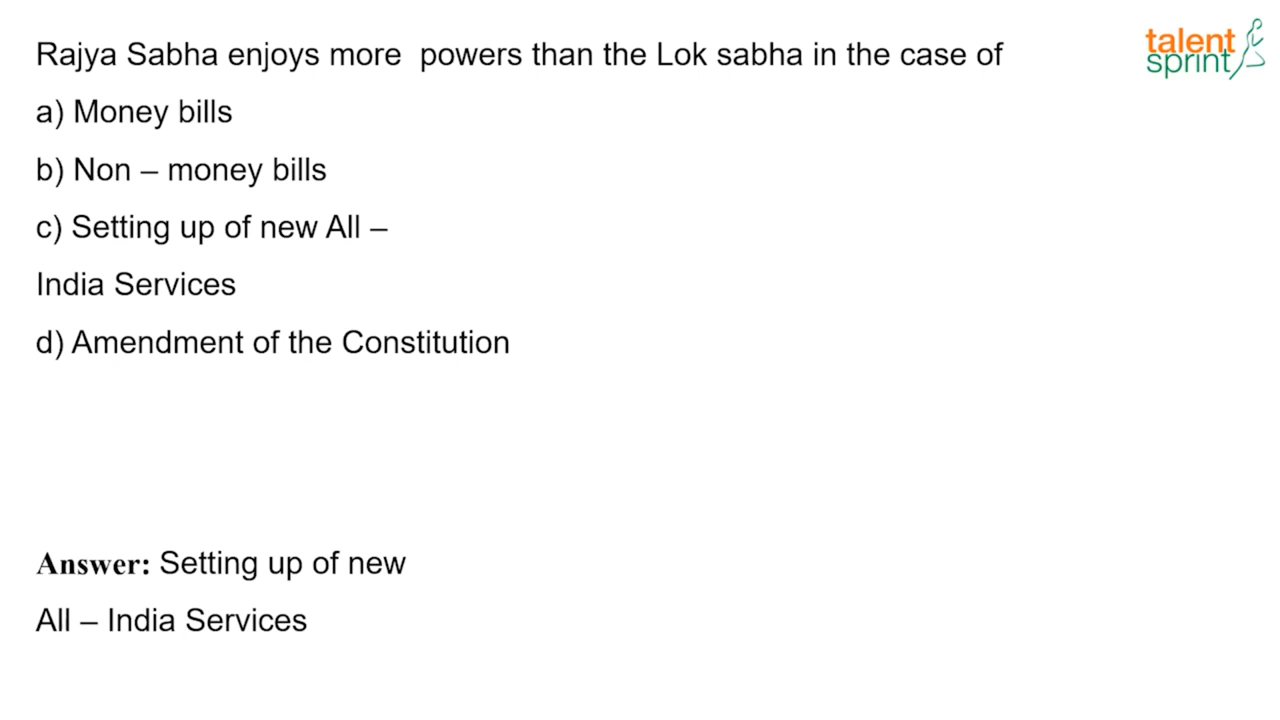 Rajya Sabha enjoys more  powers than the Lok sabha in the case of
talent
sprint
a) Money bills
b) Non – money bills
c) Setting up of new All –
India Services
d) Amendment of the Constitution
Answer: Setting up of new
All – India Services